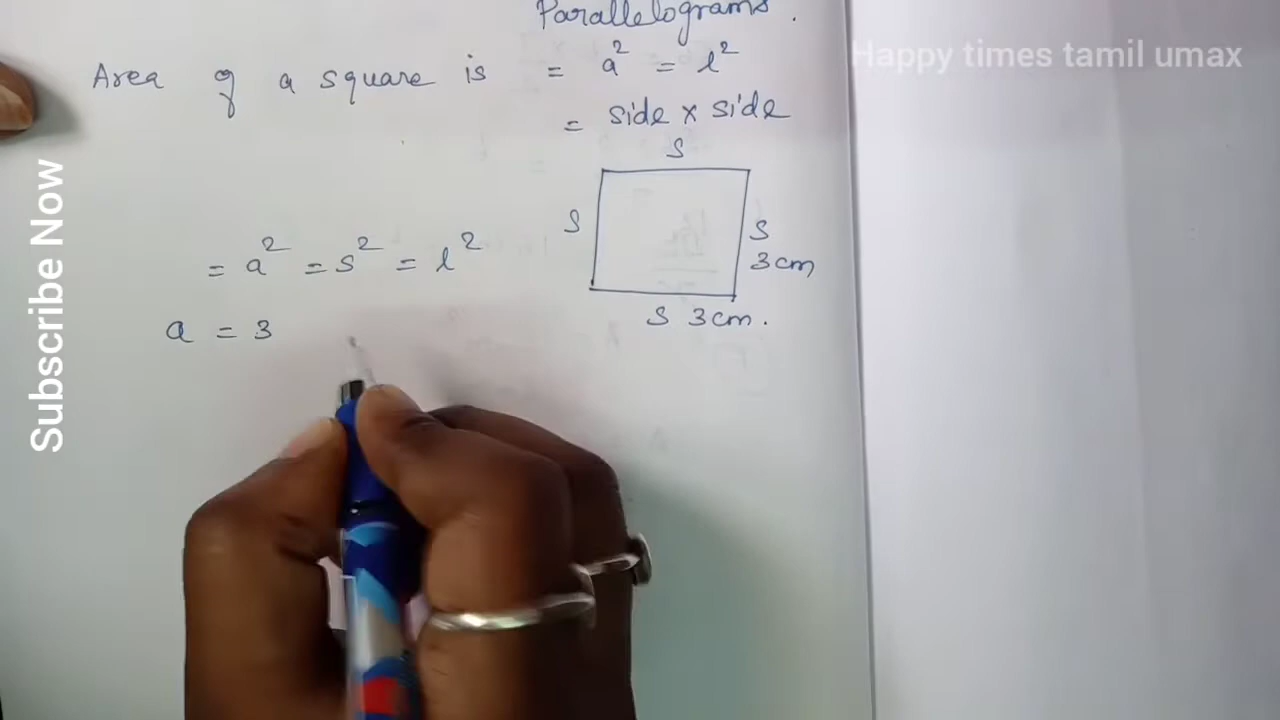 Parallelograms.
Happy times tamil umax
Area of a square is = a² = l²
= side x side
S
S
S
3cm
= a² = s² = l²
S 3cm.
a = 3
Subscribe Now